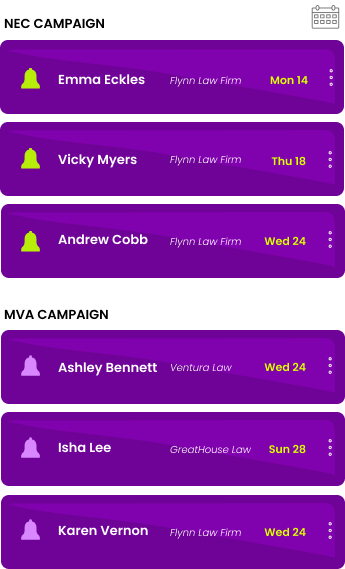 NEC CAMPAIGN
Emma Eckles Flynn Law Firm Mon 14
Vicky Myers Flynn Law Firm Thu 18
Andrew Cobb Flynn Law Firm Wed 24
MVA CAMPAIGN
Ashley Bennett Ventura Law Wed 24
Isha Lee GreatHouse Law Sun 28
Karen Vernon Flynn Law Firm Wed 24